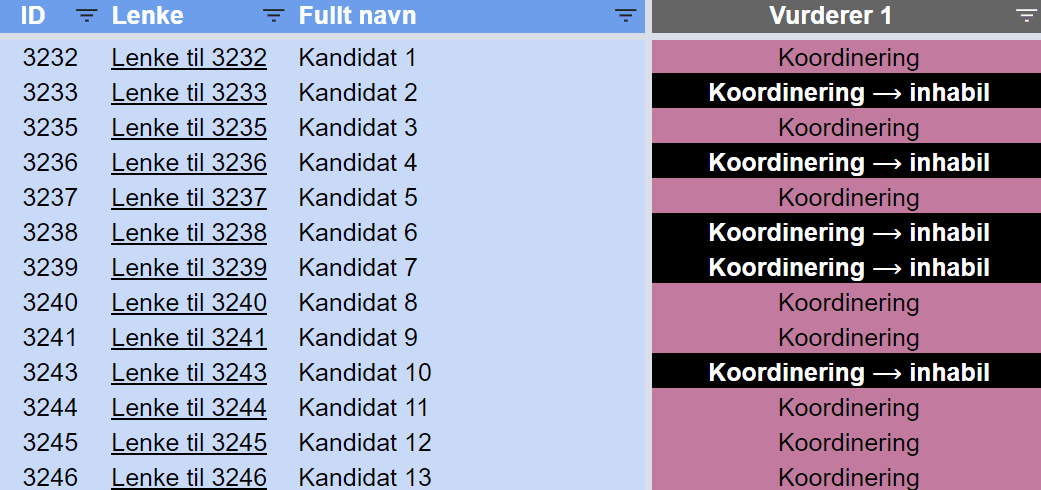 ID Lenke Fullt navn Vurderer 1
3232 Lenke til 3232 Kandidat 1 Koordinering
3233 Lenke til 3233 Kandidat 2 Koordinering ⟶ inhabil
3235 Lenke til 3235 Kandidat 3 Koordinering
3236 Lenke til 3236 Kandidat 4 Koordinering ⟶ inhabil
3237 Lenke til 3237 Kandidat 5 Koordinering
3238 Lenke til 3238 Kandidat 6 Koordinering ⟶ inhabil
3239 Lenke til 3239 Kandidat 7 Koordinering ⟶ inhabil
3240 Lenke til 3240 Kandidat 8 Koordinering
3241 Lenke til 3241 Kandidat 9 Koordinering
3243 Lenke til 3243 Kandidat 10 Koordinering ⟶ inhabil
3244 Lenke til 3244 Kandidat 11 Koordinering
3245 Lenke til 3245 Kandidat 12 Koordinering
3246 Lenke til 3246 Kandidat 13 Koordinering